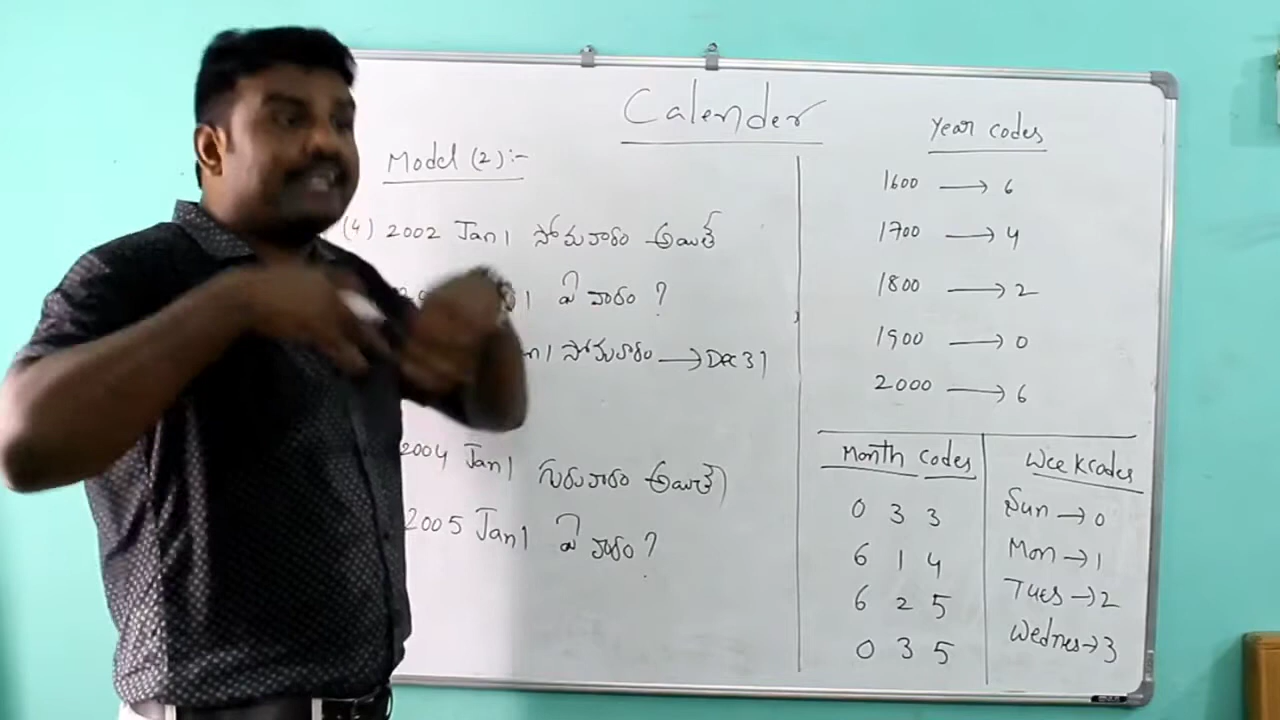 Calender
Model (2):-
(4) 2002 Jan 1 సోమవారం అయితే
1 ఏ వారం ?
1 సోమవారం → Dec 31
2004 Jan 1 గురువారం అయితే
2005 Jan 1 ఏ వారం ?
Year codes
1600 → 6
1700 → 4
1800 → 2
1900 → 0
2000 → 6
Month codes
0 3 3
6 1 4
6 2 5
0 3 5
Week codes
Sun → 0
Mon → 1
Tues → 2
Wednes → 3